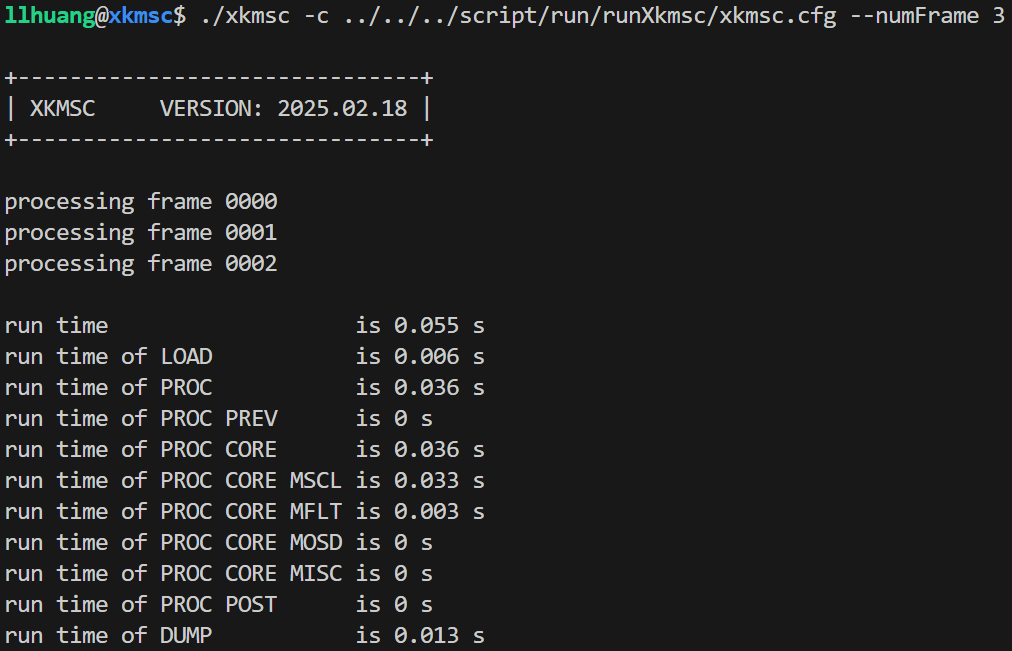 llhuang@xkmsc$ ./xkmsc -c ../../../script/run/runXkmsc/xkmsc.cfg --numFrame 3
+-------------------------------+
| XKMSC     VERSION: 2025.02.18 |
+-------------------------------+
processing frame 0000
processing frame 0001
processing frame 0002
run time                   is 0.055 s
run time of LOAD           is 0.006 s
run time of PROC           is 0.036 s
run time of PROC PREV      is 0 s
run time of PROC CORE      is 0.036 s
run time of PROC CORE MSCL is 0.033 s
run time of PROC CORE MFLT is 0.003 s
run time of PROC CORE MOSD is 0 s
run time of PROC CORE MISC is 0 s
run time of PROC POST      is 0 s
run time of DUMP           is 0.013 s